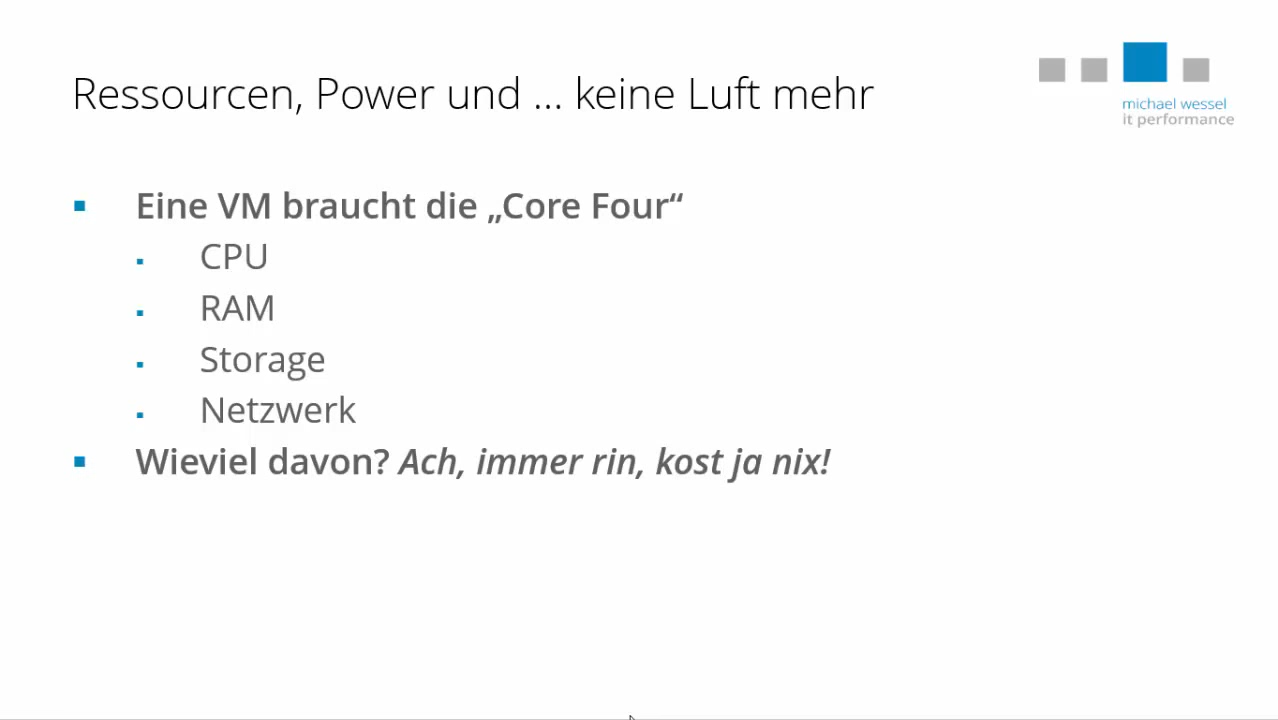 Ressourcen, Power und ... keine Luft mehr
michael wessel
it performance
Eine VM braucht die „Core Four“
CPU
RAM
Storage
Netzwerk
Wieviel davon? Ach, immer rin, kost ja nix!